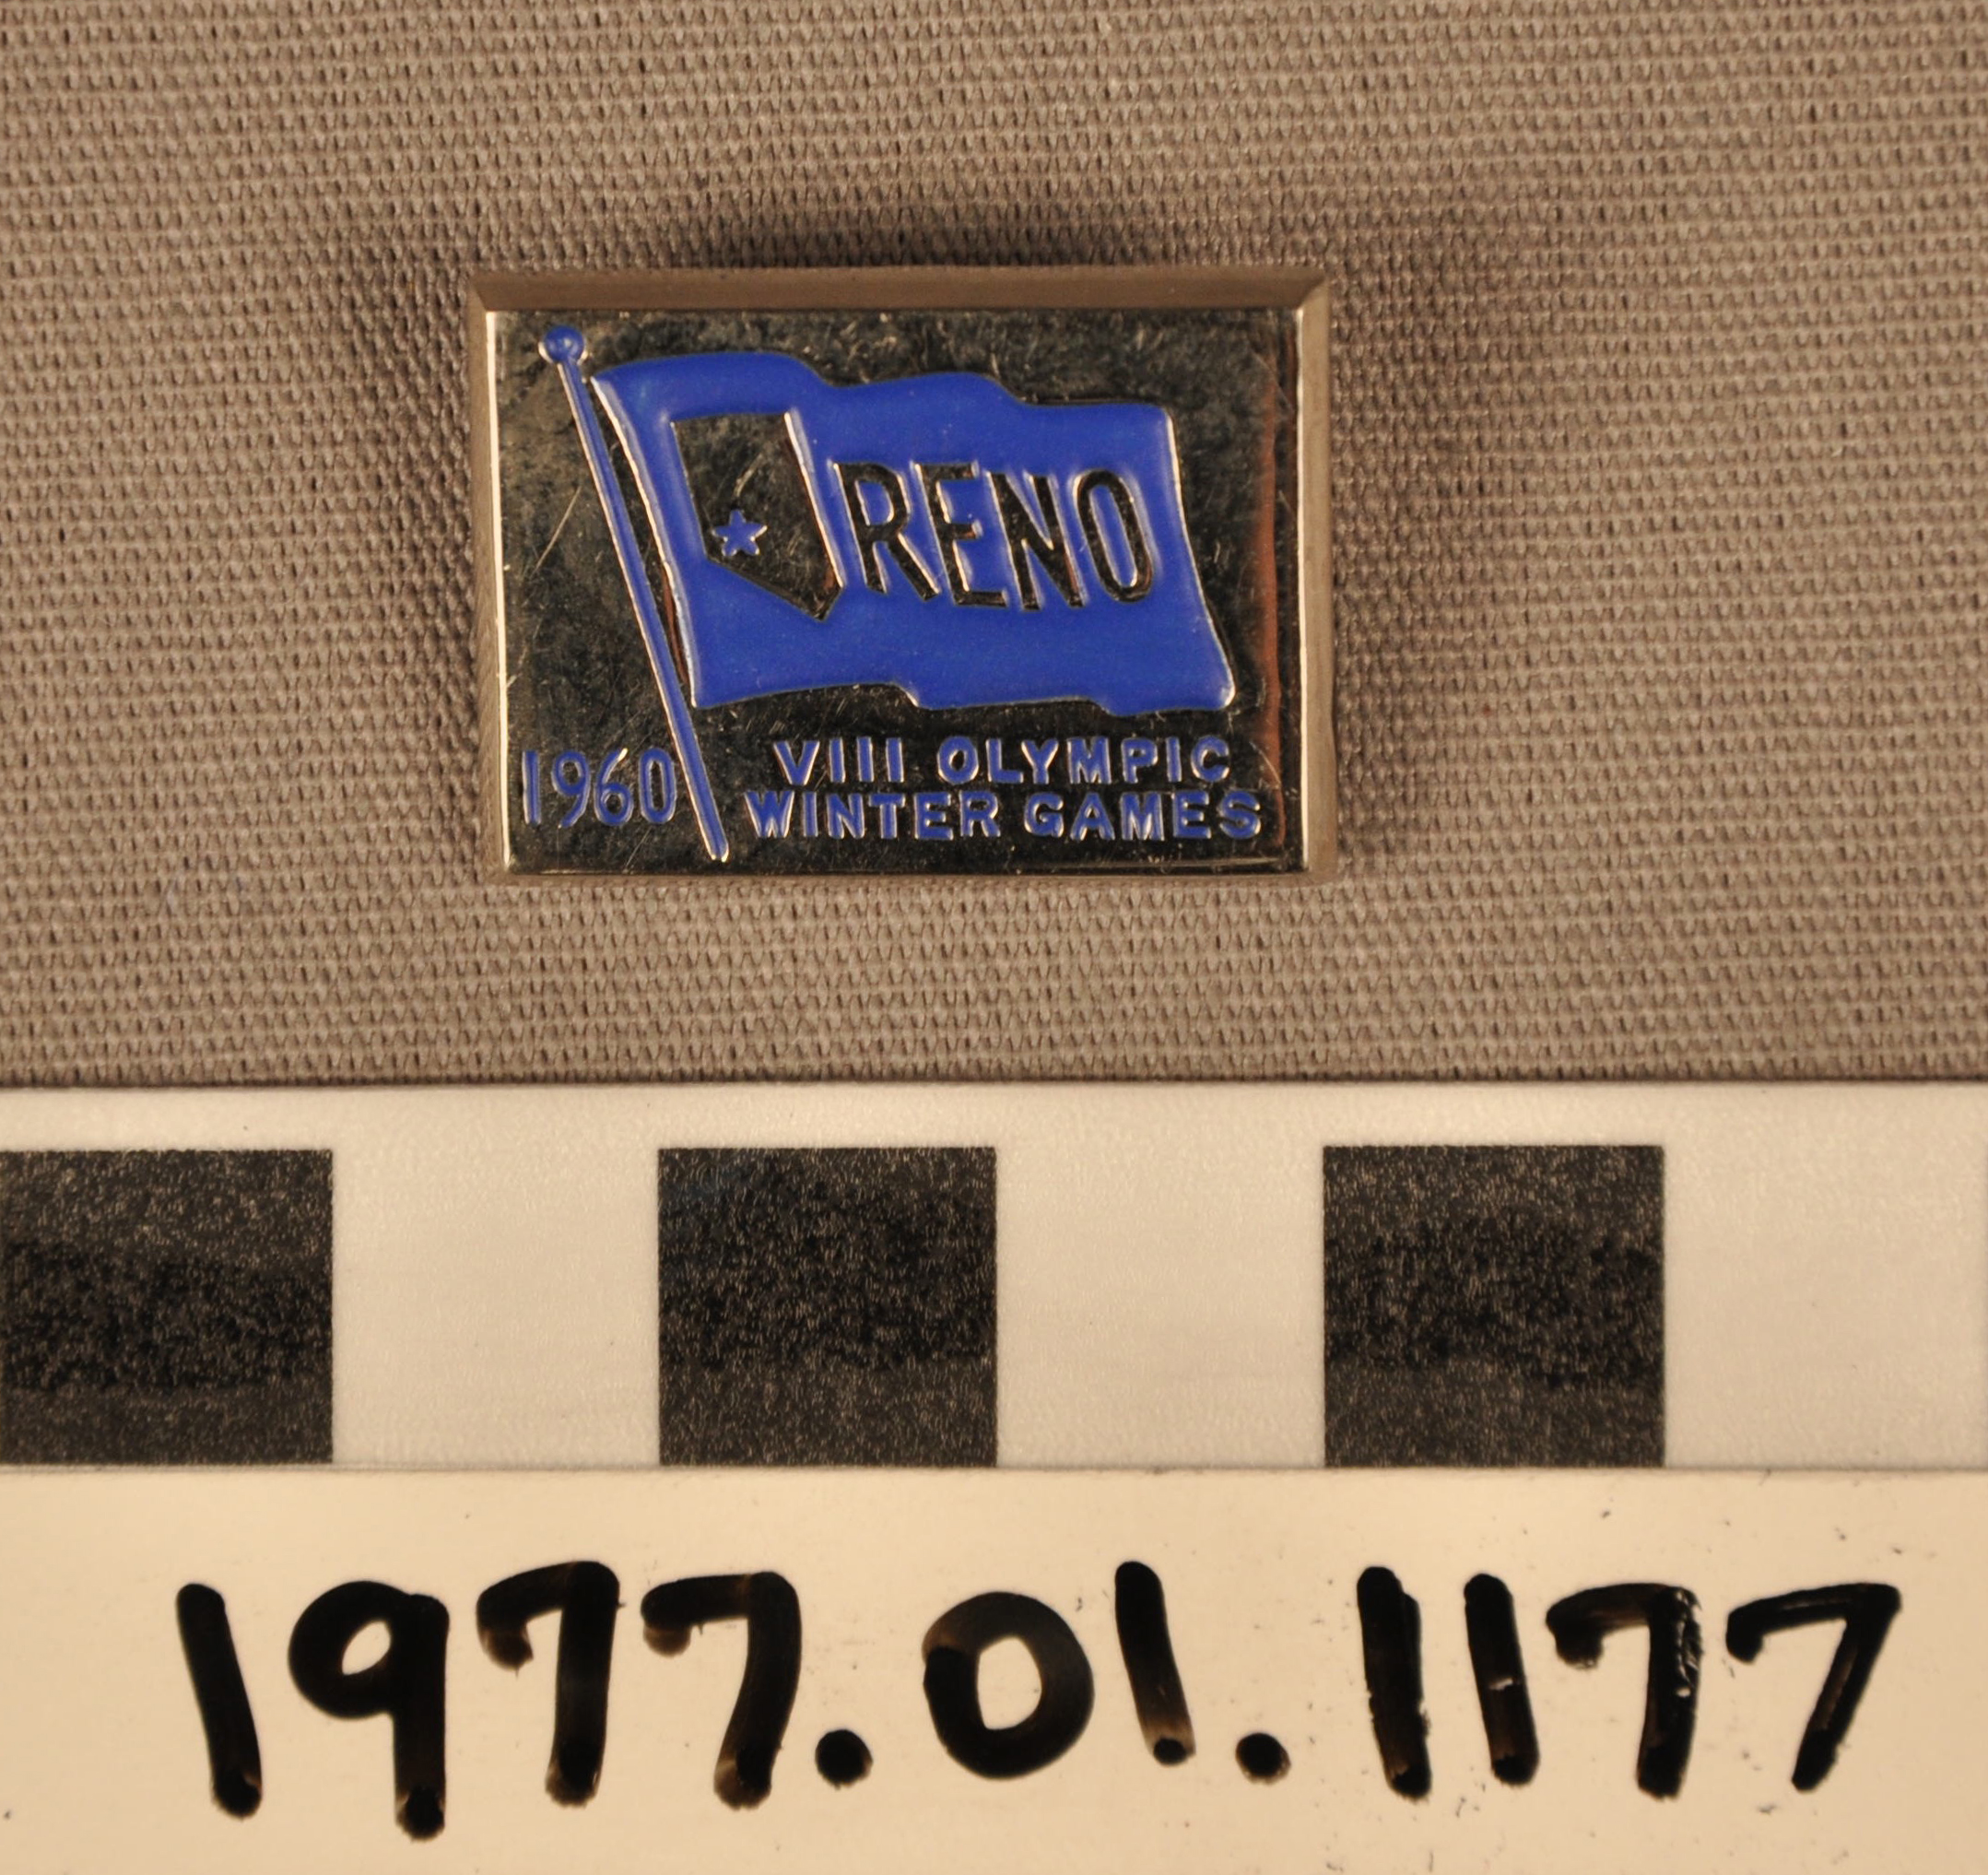 RENO
1960
VIII OLYMPIC
WINTER GAMES
1977.01.1177